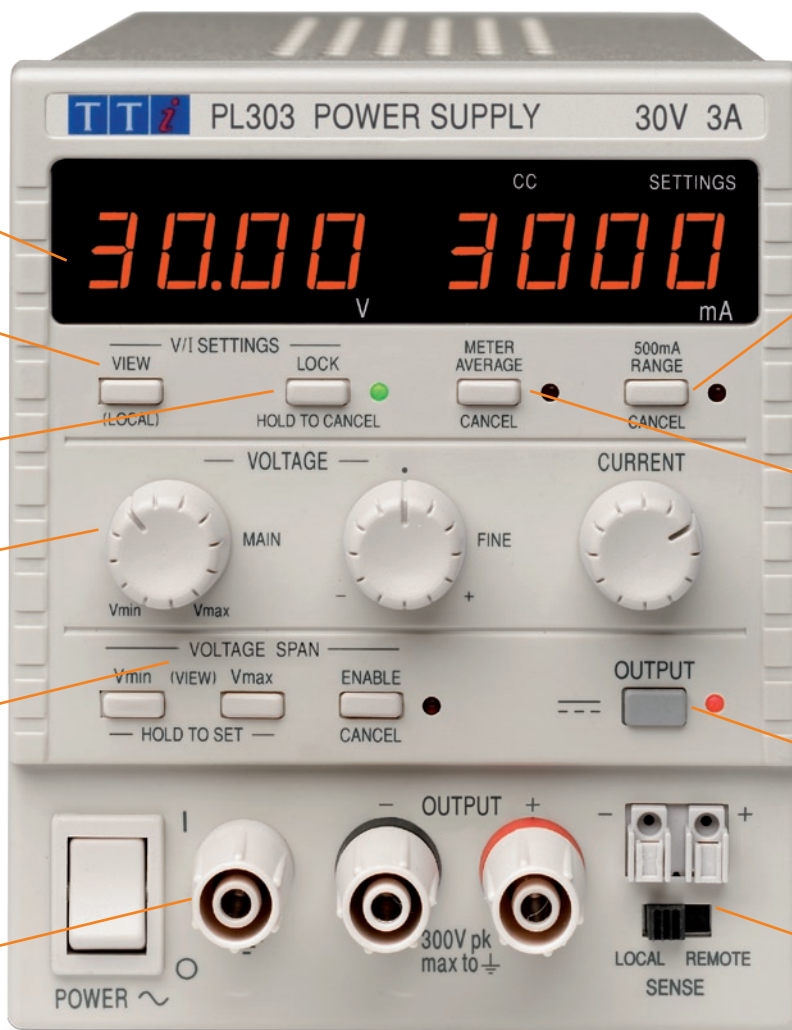 TTi PL303 POWER SUPPLY 30V 3A
CC SETTINGS
30.00 V 3000 mA
V/I SETTINGS
VIEW LOCK METER AVERAGE 500mA RANGE
(LOCAL) HOLD TO CANCEL CANCEL CANCEL
VOLTAGE CURRENT
MAIN FINE
Vmin Vmax - +
VOLTAGE SPAN
Vmin (VIEW) Vmax ENABLE OUTPUT
HOLD TO SET CANCEL
I - OUTPUT + - +
300V pk
max to
LOCAL REMOTE
O
POWER SENSE